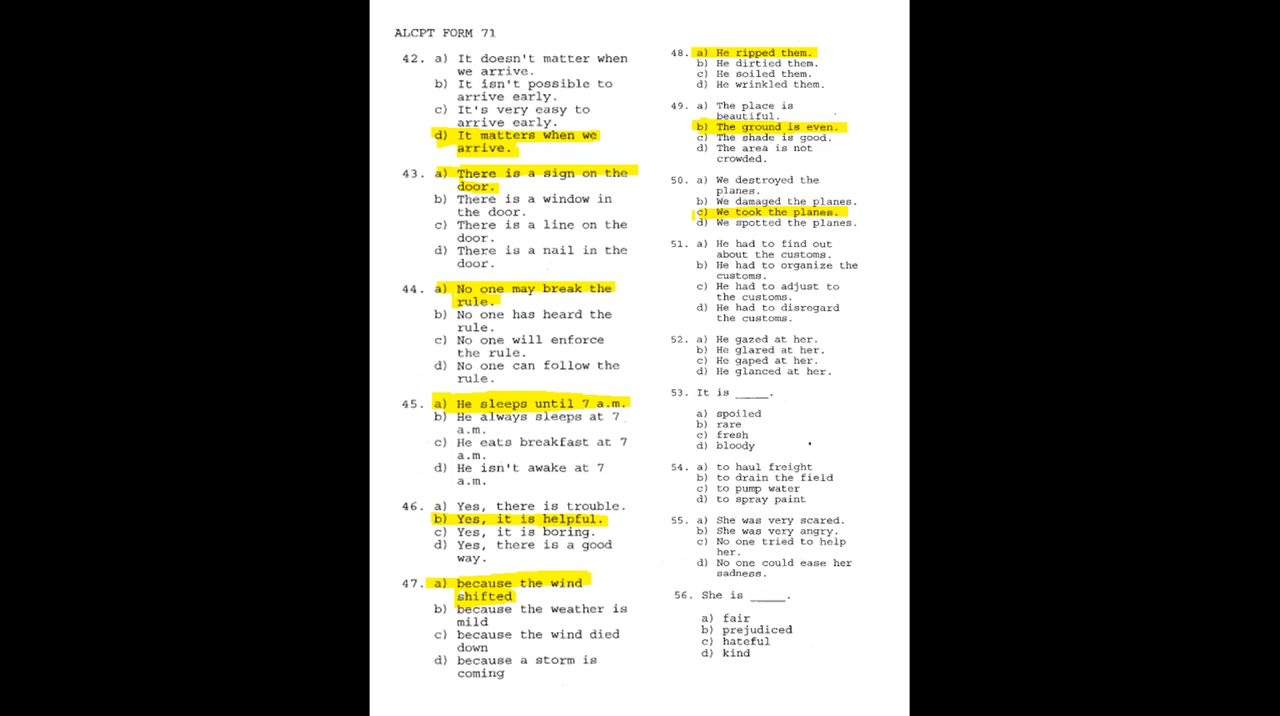 ALCPT FORM 71
42. a) It doesn't matter when
we arrive.
b) It isn't possible to
arrive early.
c) It's very easy to
arrive early.
d) It matters when we
arrive.
43. a) There is a sign on the
door.
b) There is a window in
the door.
c) There is a line on the
door.
d) There is a nail in the
door.
44. a) No one may break the
rule.
b) No one has heard the
rule.
c) No one will enforce
the rule.
d) No one can follow the
rule.
45. a) He sleeps until 7 a.m.
b) He always sleeps at 7
a.m.
c) He eats breakfast at 7
a.m.
d) He isn't awake at 7
a.m.
46. a) Yes, there is trouble.
b) Yes, it is helpful.
c) Yes, it is boring.
d) Yes, there is a good
way.
47. a) because the wind
shifted
b) because the weather is
mild
c) because the wind died
down
d) because a storm is
coming
48. a) He ripped them.
b) He dirtied them.
c) He soiled them.
d) He wrinkled them.
49. a) The place is
beautiful.
b) The ground is even.
c) The shade is good.
d) The area is not
crowded.
50. a) We destroyed the
planes.
b) We damaged the planes.
c) We took the planes.
d) We spotted the planes.
51. a) He had to find out
about the customs.
b) He had to organize the
customs.
c) He had to adjust to
the customs.
d) He had to disregard
the customs.
52. a) He gazed at her.
b) He glared at her.
c) He gaped at her.
d) He glanced at her.
53. It is _____.
a) spoiled
b) rare
c) fresh
d) bloody
54. a) to haul freight
b) to drain the field
c) to pump water
d) to spray paint
55. a) She was very scared.
b) She was very angry.
c) No one tried to help
her.
d) No one could ease her
sadness.
56. She is _____.
a) fair
b) prejudiced
c) hateful
d) kind